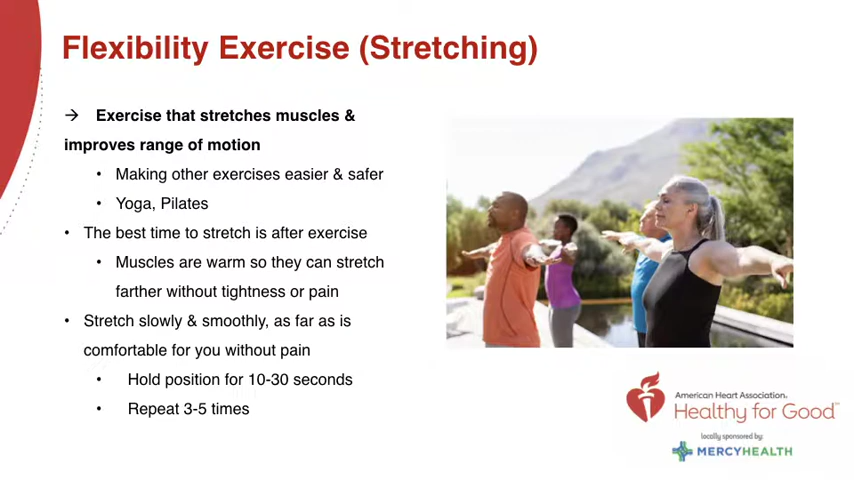 Flexibility Exercise (Stretching)
→ Exercise that stretches muscles &
improves range of motion
• Making other exercises easier & safer
• Yoga, Pilates
• The best time to stretch is after exercise
• Muscles are warm so they can stretch
farther without tightness or pain
• Stretch slowly & smoothly, as far as is
comfortable for you without pain
• Hold position for 10-30 seconds
• Repeat 3-5 times
American Heart Association®
Healthy for Good™
locally sponsored by:
MERCYHEALTH